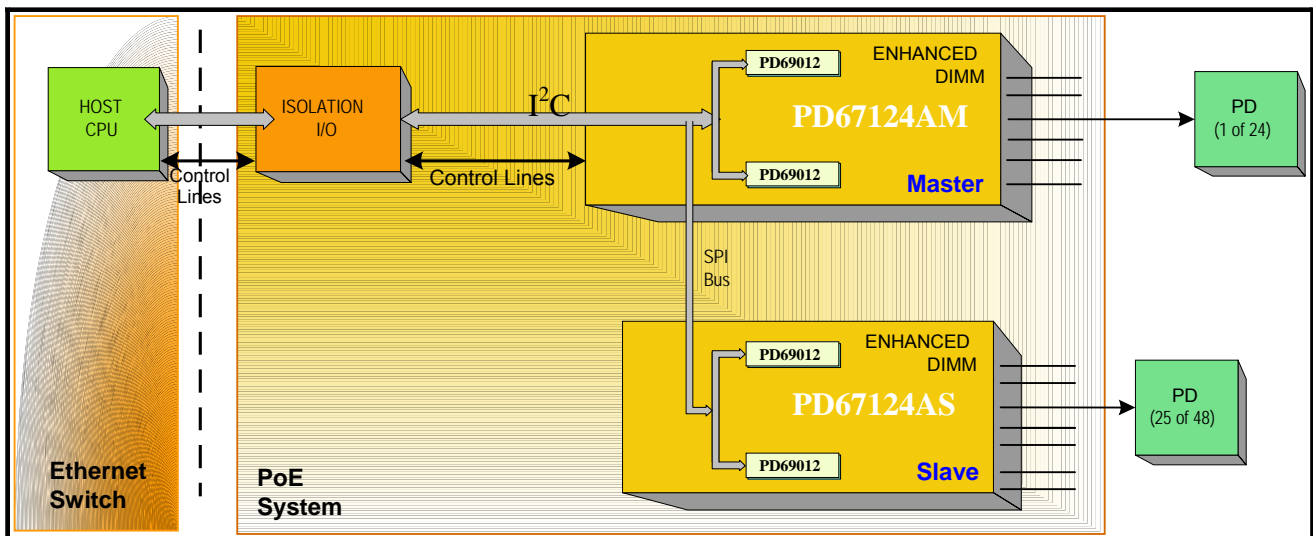 HOST
CPU
Control
Lines
Ethernet
Switch
ISOLATION
I/O
I²C
Control Lines
PoE
System
PD69012
ENHANCED
DIMM
PD67124AM
PD69012
Master
SPI
Bus
PD69012
ENHANCED
DIMM
PD67124AS
PD69012
Slave
PD
(1 of 24)
PD
(25 of 48)